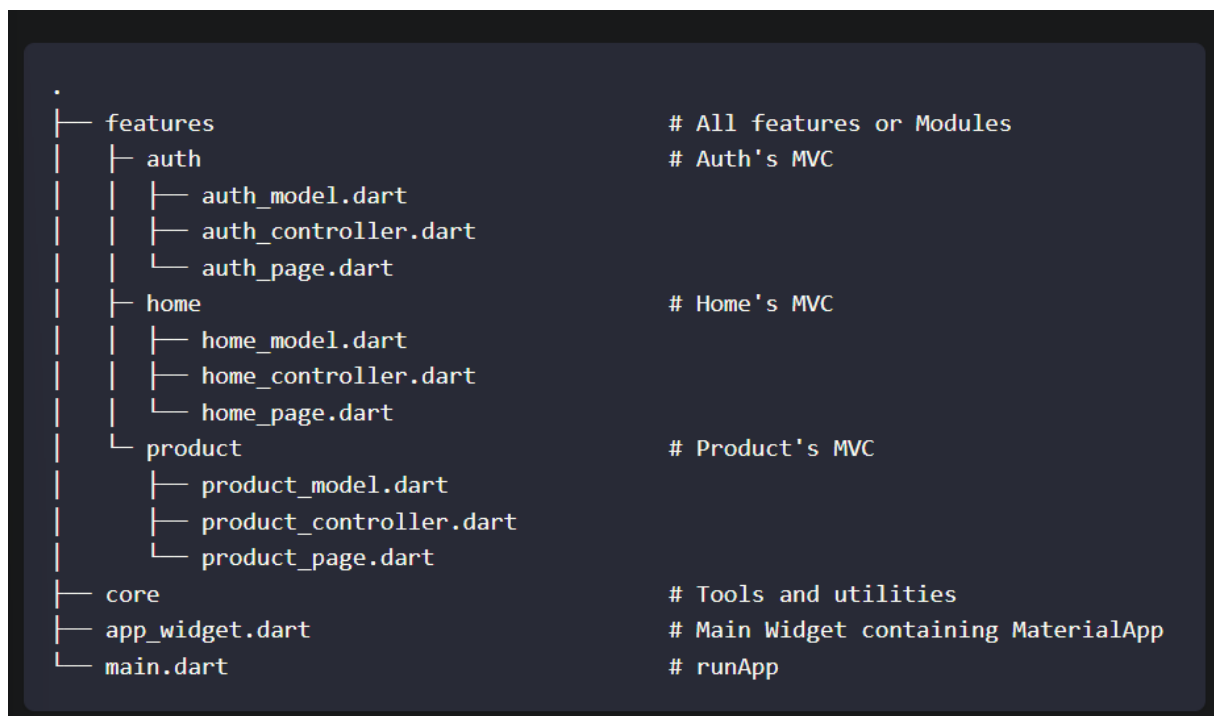 .
├── features                                # All features or Modules
│   ├─ auth                                 # Auth's MVC
│   │  ├── auth_model.dart
│   │  ├── auth_controller.dart
│   │  └── auth_page.dart
│   ├─ home                                 # Home's MVC
│   │  ├── home_model.dart
│   │  ├── home_controller.dart
│   │  └── home_page.dart
│   └─ product                              # Product's MVC
│      ├── product_model.dart
│      ├── product_controller.dart
│      └── product_page.dart
├── core                                    # Tools and utilities
├── app_widget.dart                         # Main Widget containing MaterialApp
└── main.dart                               # runApp